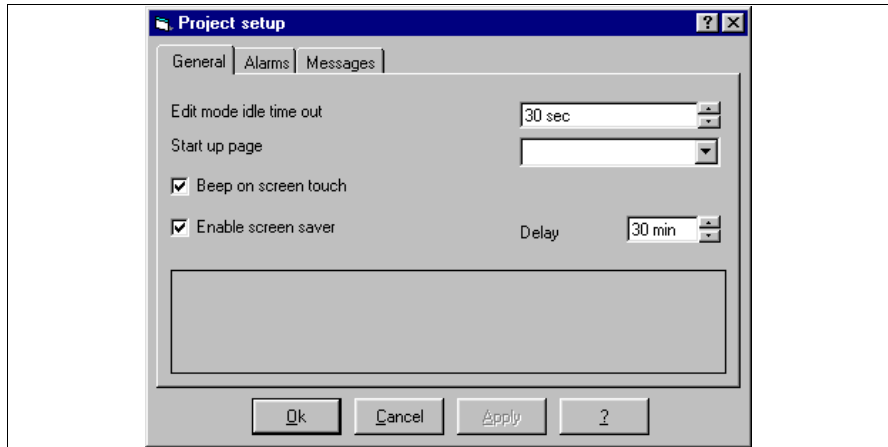 Project setup
General Alarms Messages
Edit mode idle time out 30 sec
Start up page
Beep on screen touch
Enable screen saver Delay 30 min
Ok Cancel Apply ?